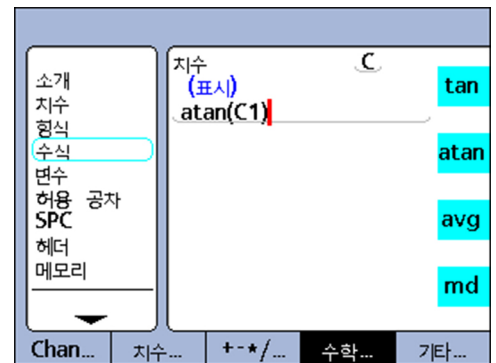 소개
치수
형식
수식
변수
허용 공차
SPC
헤더
메모리
치수 C
(표시)
atan(C1)
tan
atan
avg
md
Chan... 치수... +-*/... 수학... 기타...